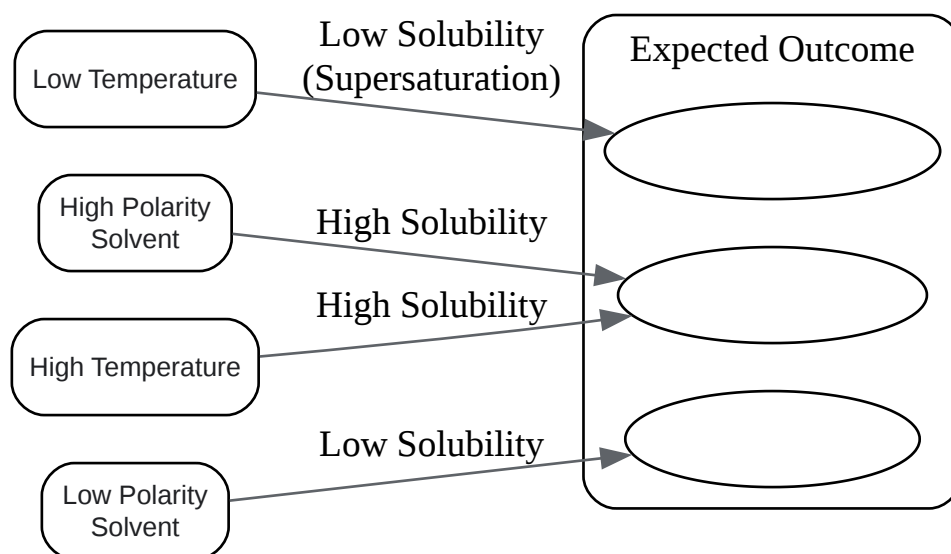 Low Solubility
(Supersaturation)
Expected Outcome
Low Temperature
High Polarity
Solvent
High Solubility
High Solubility
High Temperature
Low Solubility
Low Polarity
Solvent